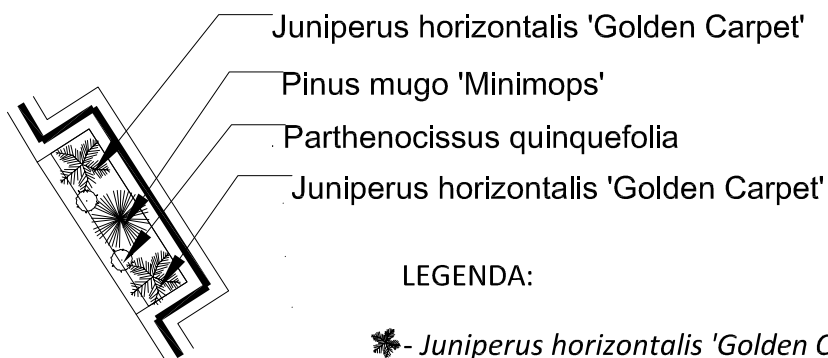 Juniperus horizontalis 'Golden Carpet'
Pinus mugo 'Minimops'
Parthenocissus quinquefolia
Juniperus horizontalis 'Golden Carpet'
LEGENDA:
- Juniperus horizontalis 'Golden C